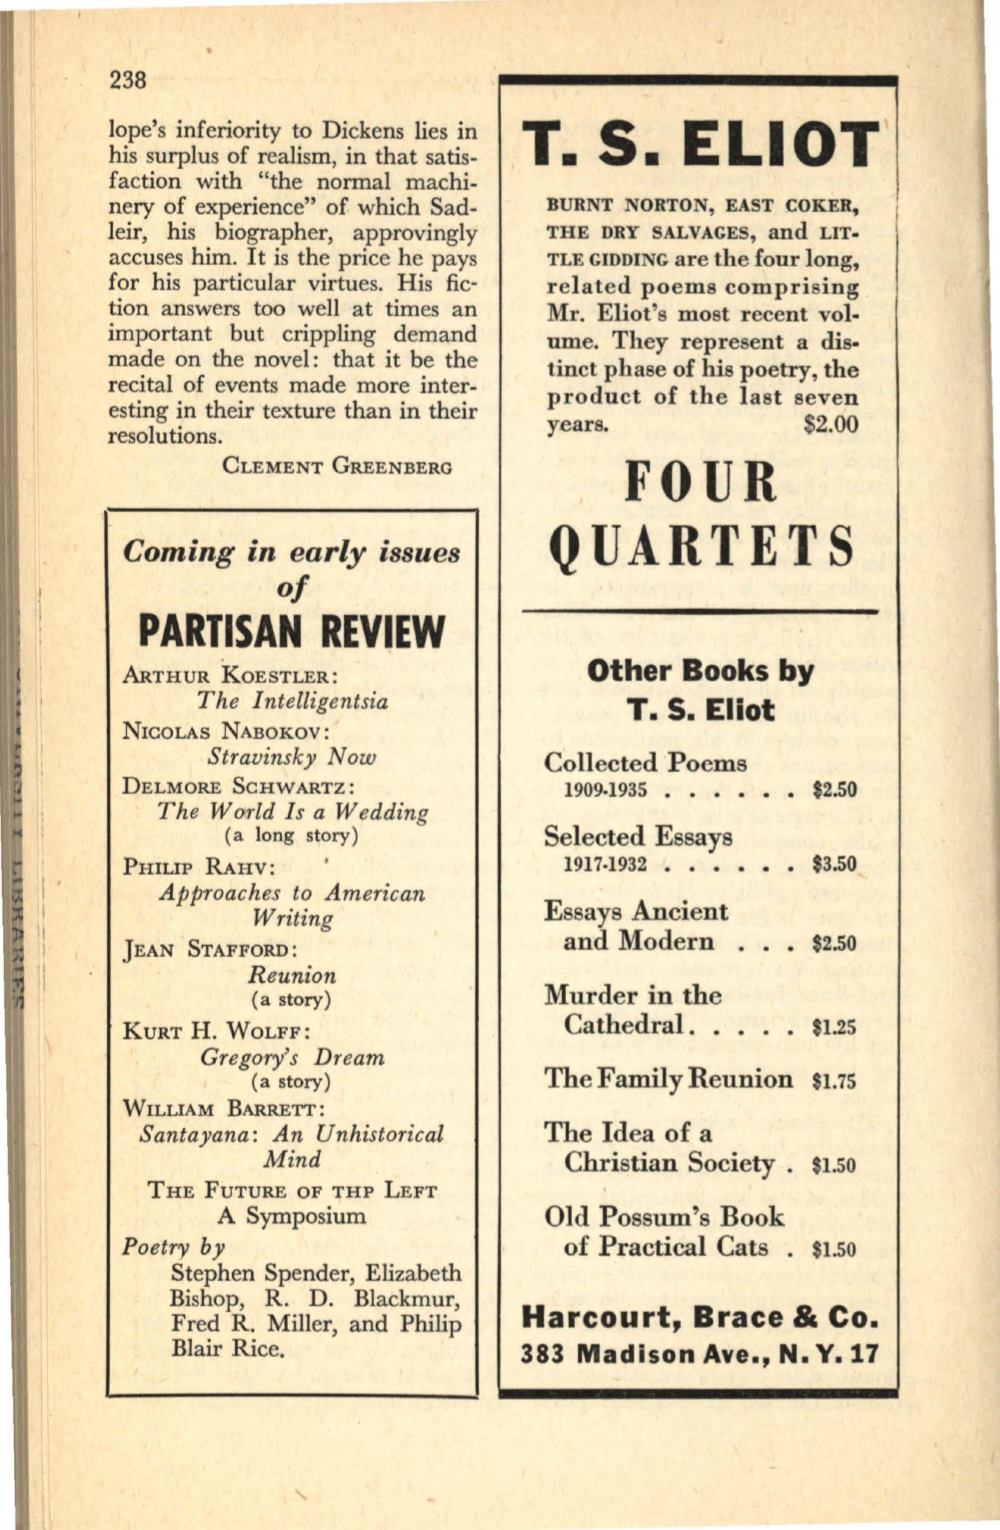 238
lope's inferiority to Dickens lies in
his surplus of realism, in that satis-
faction with "the normal machi-
nery of experience" of which Sad-
leir, his biographer, approvingly
accuses him. It is the price he pays
for his particular virtues. His fic-
tion answers too well at times an
important but crippling demand
made on the novel: that it be the
recital of events made more inter-
esting in their texture than in their
resolutions.
CLEMENT GREENBERG
Coming in early issues
of
PARTISAN REVIEW
ARTHUR KOESTLER:
The Intelligentsia
NICOLAS NABOKOV:
Stravinsky Now
DELMORE SCHWARTZ:
The World Is a Wedding
(a long story)
PHILIP RAHV:
Approaches to American
Writing
JEAN STAFFORD:
Reunion
(a story)
KURT H. WOLFF:
Gregory's Dream
(a story)
WILLIAM BARRETT:
Santayana: An Unhistorical
Mind
THE FUTURE OF THP LEFT
A Symposium
Poetry by
Stephen Spender, Elizabeth
Bishop, R. D. Blackmur,
Fred R. Miller, and Philip
Blair Rice.
T. S. ELIOT
BURNT NORTON, EAST COKER,
THE DRY SALVAGES, and LIT-
TLE GIDDING are the four long,
related poems comprising
Mr. Eliot's most recent vol-
ume. They represent a dis-
tinct phase of his poetry, the
product of the last seven
years. $2.00
FOUR
QUARTETS
Other Books by
T. S. Eliot
Collected Poems
1909-1935 . . . . . . $2.50
Selected Essays
1917-1932 . . . . . . $3.50
Essays Ancient
and Modern . . . $2.50
Murder in the
Cathedral. . . . . $1.25
The Family Reunion $1.75
The Idea of a
Christian Society . $1.50
Old Possum's Book
of Practical Cats . $1.50
Harcourt, Brace & Co.
383 Madison Ave., N. Y. 17
LIBRARIES